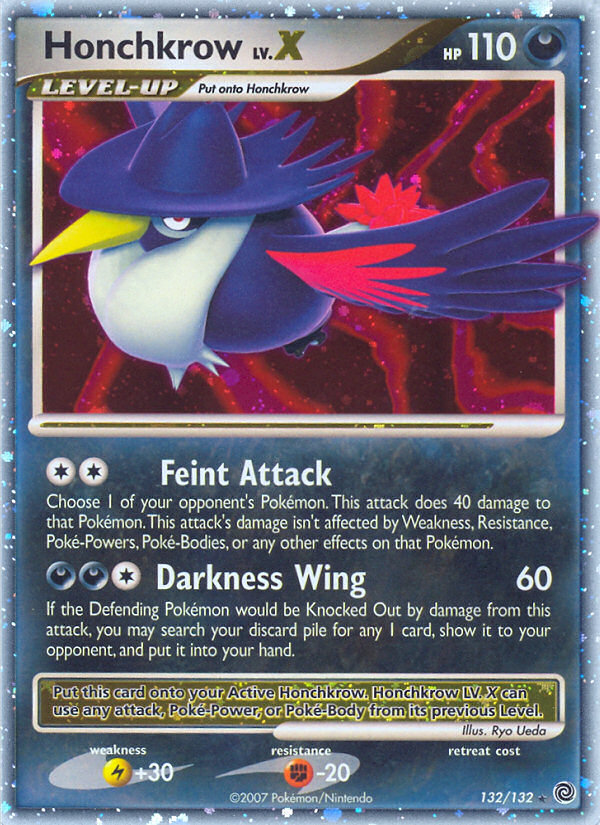 Honchkrow LV.X HP 110
LEVEL-UP Put onto Honchkrow
Feint Attack
Choose 1 of your opponent's Pokémon. This attack does 40 damage to
that Pokémon. This attack's damage isn't affected by Weakness, Resistance,
Poké-Powers, Poké-Bodies, or any other effects on that Pokémon.
Darkness Wing 60
If the Defending Pokémon would be Knocked Out by damage from this
attack, you may search your discard pile for any 1 card, show it to your
opponent, and put it into your hand.
Put this card onto your Active Honchkrow. Honchkrow LV. X can
use any attack, Poké-Power, or Poké-Body from its previous Level.
Illus. Ryo Ueda
weakness resistance retreat cost
+30 -20
©2007 Pokémon/Nintendo 132/132